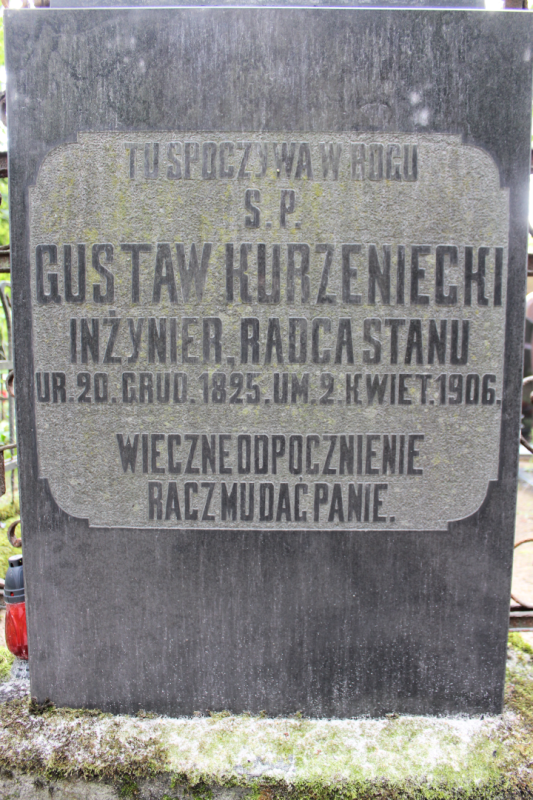 TU SPOCZYWA W BOGU
S.P.
GUSTAW KURZENIECKI
INŻYNIER, RADCA STANU
UR. 20. GRUD. 1825. UM. 2. KWIET. 1906.
WIECZNE ODPOCZNIENIE
RACZ MU DAĆ PANIE.